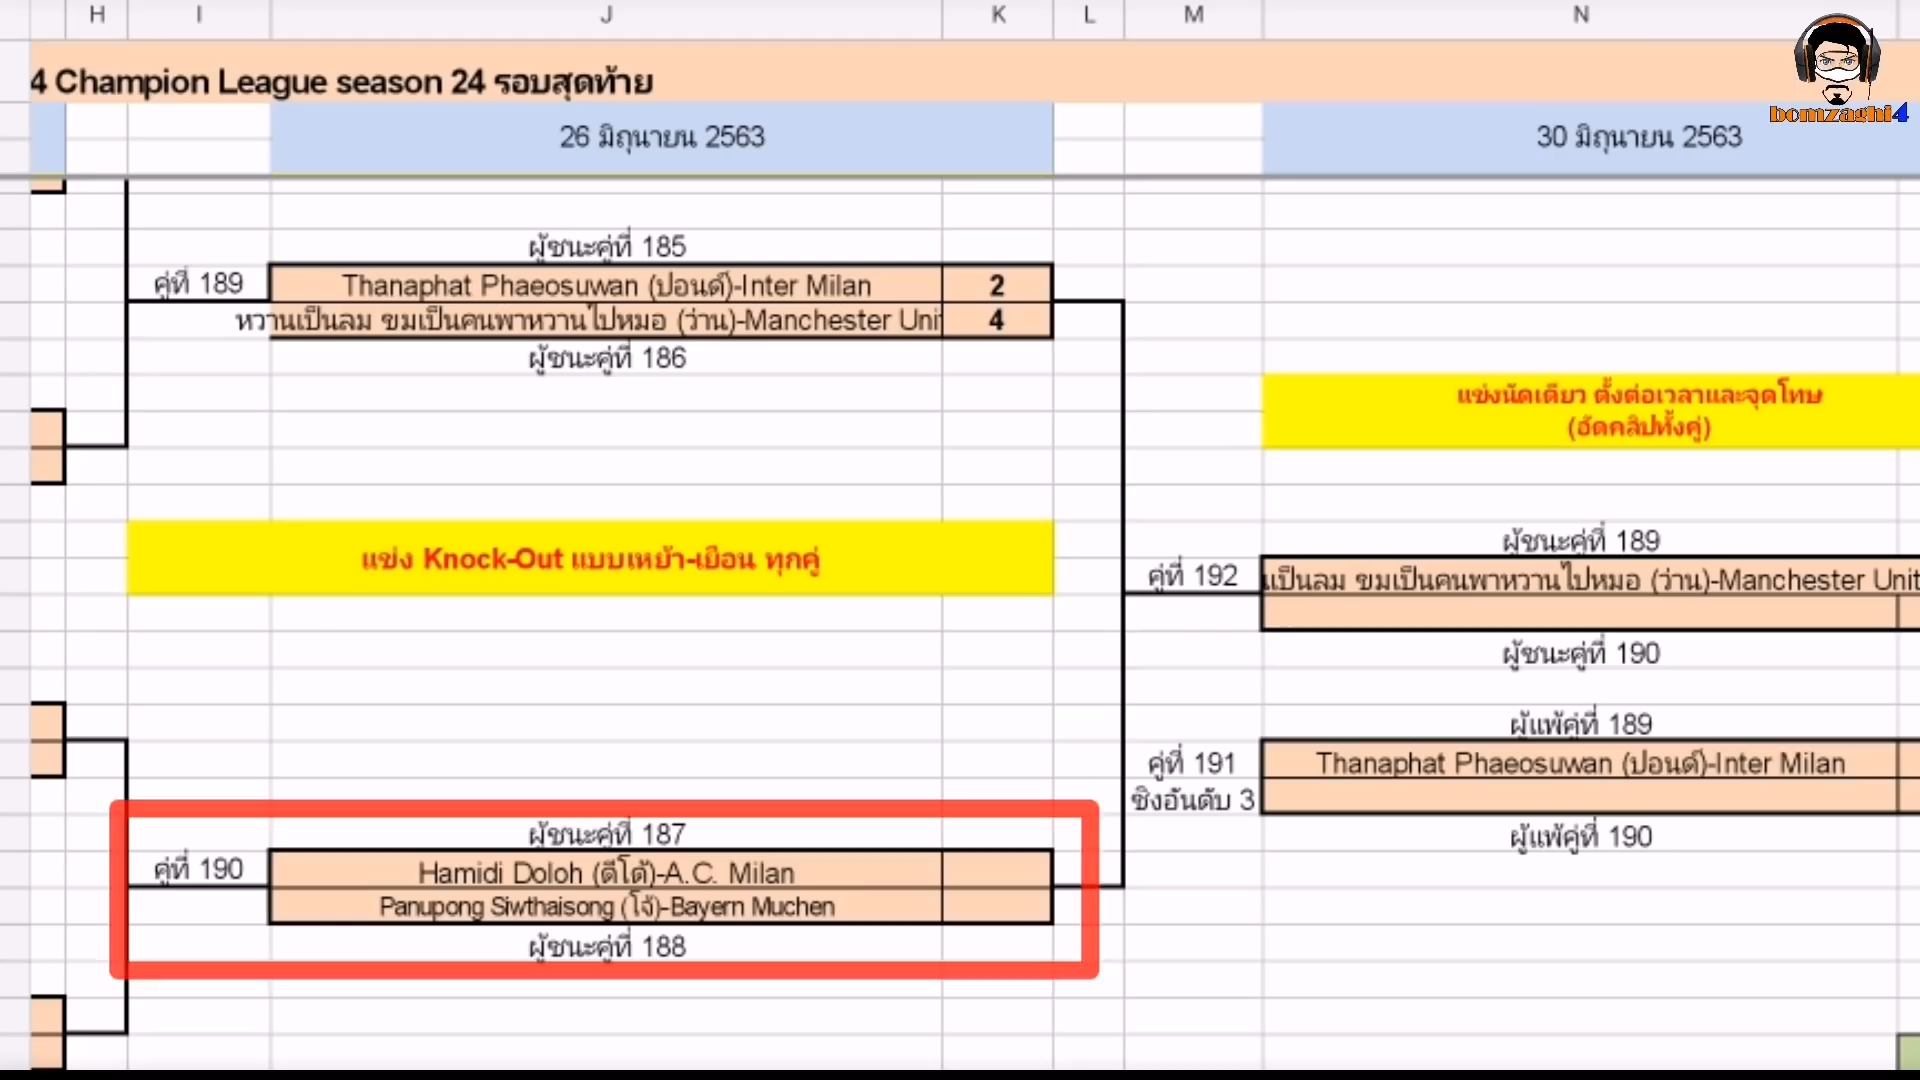 H I J K L M N
4 Champion League season 24 รอบสุดท้าย
bomzaghi4
26 มิถุนายน 2563
30 มิถุนายน 2563
ผู้ชนะคู่ที่ 185
คู่ที่ 189
Thanaphat Phaeosuwan (ปอนด์)-Inter Milan 2
หวานเป็นลม ขมเป็นคนพาหวานไปหมอ (ว่าน)-Manchester Unit 4
ผู้ชนะคู่ที่ 186
แข่งนัดเดียว ตั้งต่อเวลาและจุดโทษ
(อัดคลิปทั้งคู่)
แข่ง Knock-Out แบบเหย้า-เยือน ทุกคู่
ผู้ชนะคู่ที่ 189
คู่ที่ 192
เป็นลม ขมเป็นคนพาหวานไปหมอ (ว่าน)-Manchester Unit
ผู้ชนะคู่ที่ 190
ผู้แพ้คู่ที่ 189
คู่ที่ 191
Thanaphat Phaeosuwan (ปอนด์)-Inter Milan
ชิงอันดับ 3
ผู้แพ้คู่ที่ 190
ผู้ชนะคู่ที่ 187
คู่ที่ 190
Hamidi Doloh (ดีโด้)-A.C. Milan
Panupong Siwthaisong (โจ้)-Bayern Muchen
ผู้ชนะคู่ที่ 188